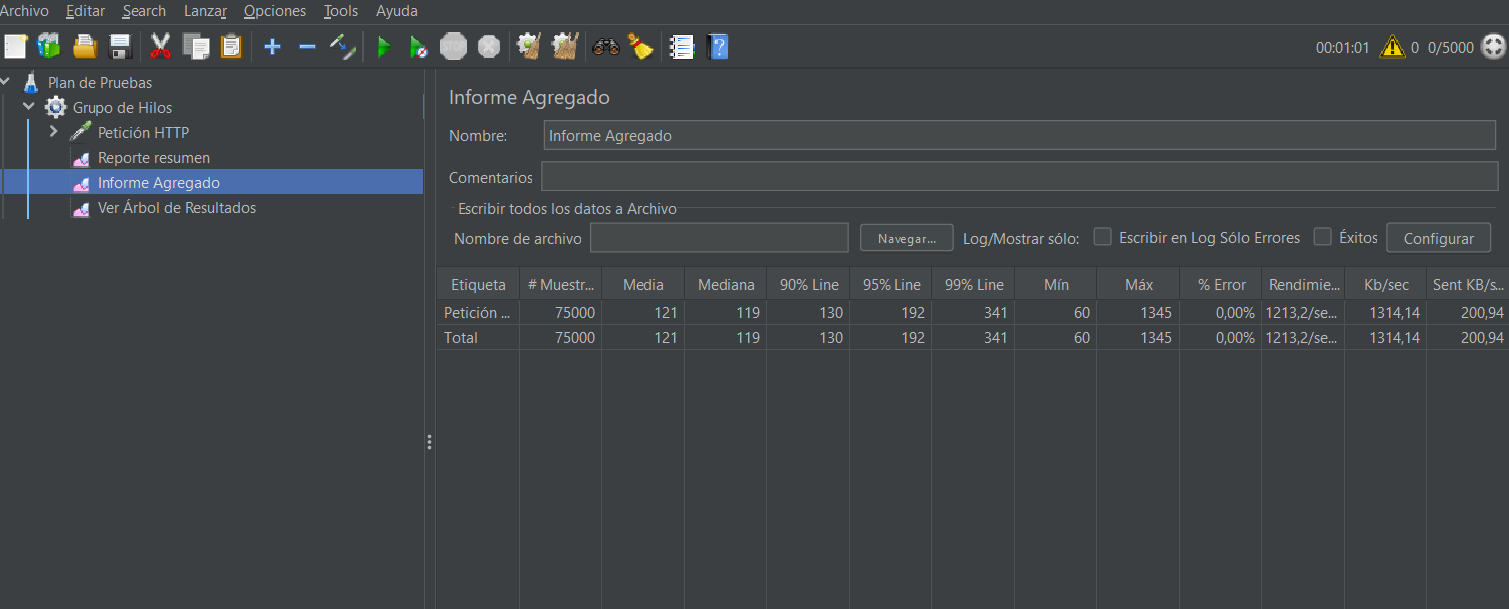 Archivo Editar Search Lanzar Opciones Tools Ayuda
STOP
00:01:01 0 0/5000
Plan de Pruebas
Grupo de Hilos
Petición HTTP
Reporte resumen
Informe Agregado
Ver Árbol de Resultados
Informe Agregado
Nombre: Informe Agregado
Comentarios
Escribir todos los datos a Archivo
Nombre de archivo Navegar... Log/Mostrar sólo: Escribir en Log Sólo Errores Éxitos Configurar
Etiqueta # Muestr... Media Mediana 90% Line 95% Line 99% Line Mín Máx % Error Rendimie... Kb/sec Sent KB/s...
Petición ... 75000 121 119 130 192 341 60 1345 0,00% 1213,2/se... 1314,14 200,94
Total 75000 121 119 130 192 341 60 1345 0,00% 1213,2/se... 1314,14 200,94